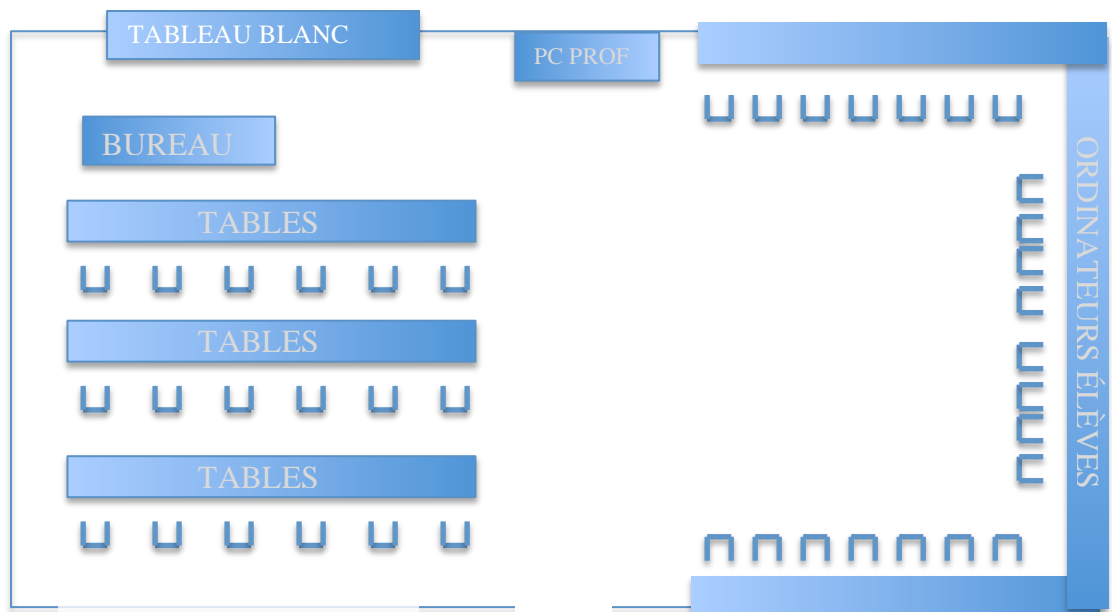 TABLEAU BLANC
PC PROF
BUREAU
TABLES
TABLES
TABLES
ORDINATEURS ÉLÈVES